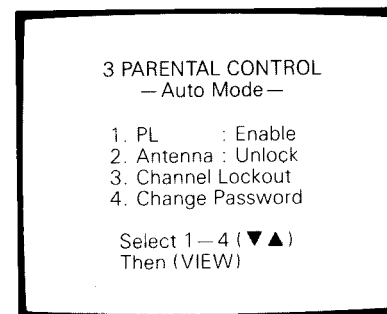 3 PARENTAL CONTROL
— Auto Mode —
1. PL : Enable
2. Antenna : Unlock
3. Channel Lockout
4. Change Password
Select 1—4 (▼▲)
Then (VIEW)